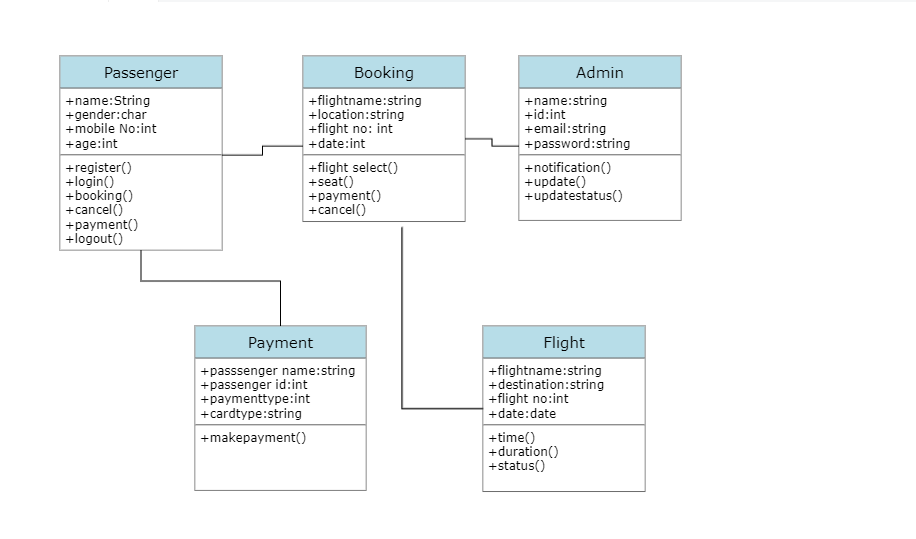 Passenger
+name:String
+gender:char
+mobile No:int
+age:int
+register()
+login()
+booking()
+cancel()
+payment()
+logout()
Booking
+flightname:string
+location:string
+flight no: int
+date:int
+flight select()
+seat()
+payment()
+cancel()
Admin
+name:string
+id:int
+email:string
+password:string
+notification()
+update()
+updatestatus()
Payment
+passsenger name:string
+passenger id:int
+paymenttype:int
+cardtype:string
+makepayment()
Flight
+flightname:string
+destination:string
+flight no:int
+date:date
+time()
+duration()
+status()